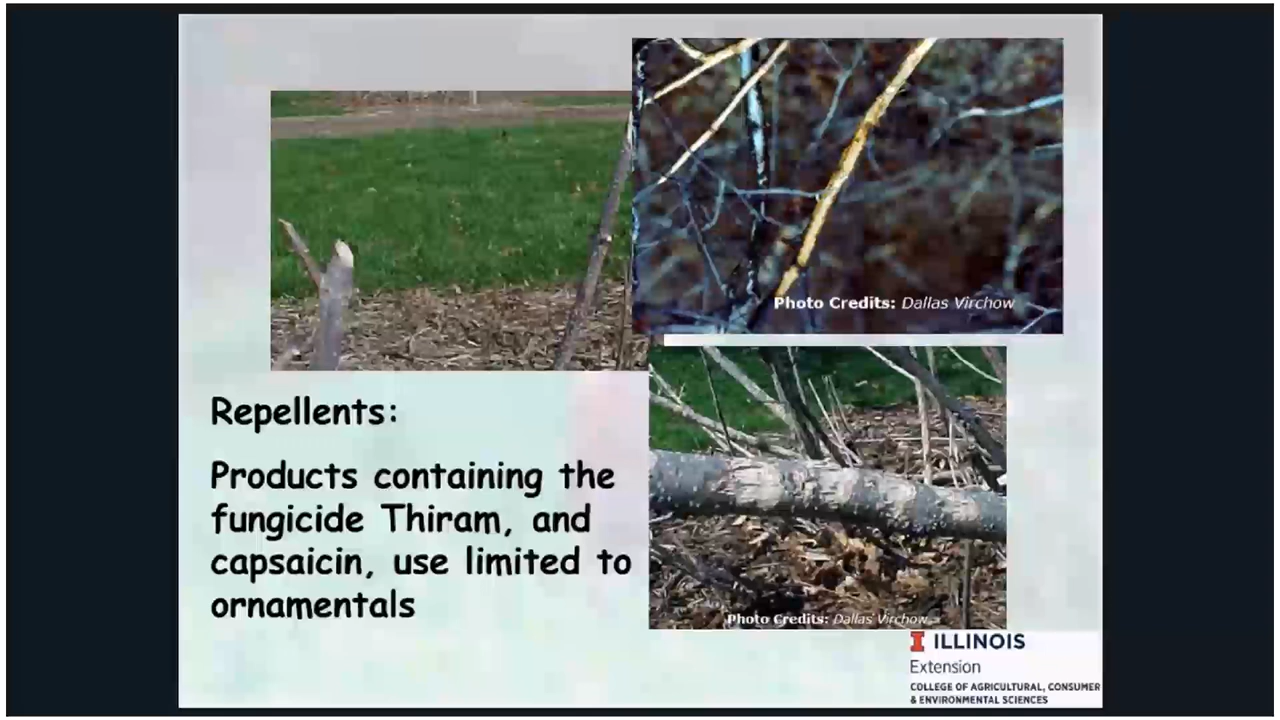 Photo Credits: Dallas Virchow
Repellents:
Products containing the
fungicide Thiram, and
capsaicin, use limited to
ornamentals
Photo Credits: Dallas Virchow
I ILLINOIS
Extension
COLLEGE OF AGRICULTURAL, CONSUMER
& ENVIRONMENTAL SCIENCES